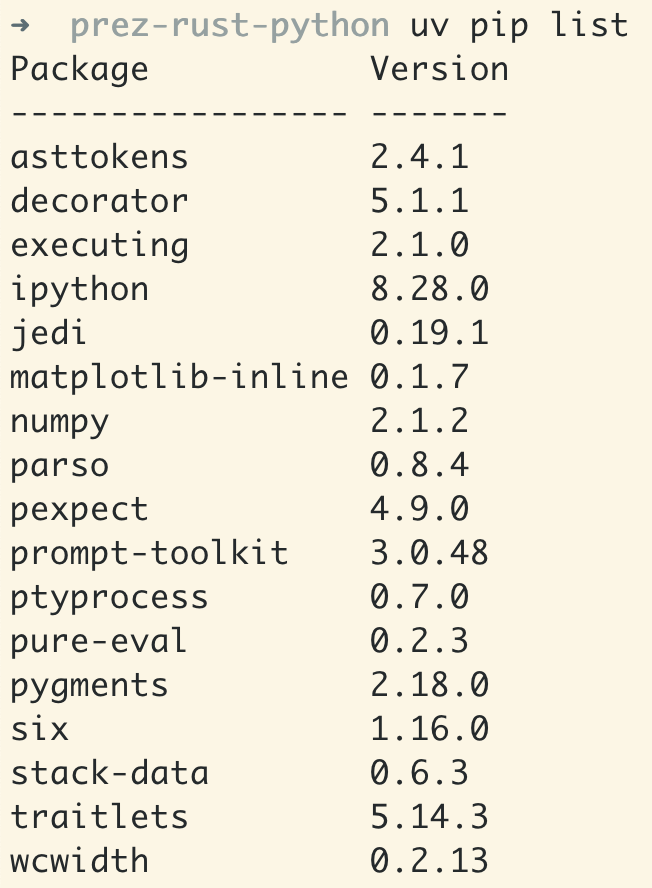 ➜  prez-rust-python uv pip list
Package           Version
----------------- -------
asttokens         2.4.1
decorator         5.1.1
executing         2.1.0
ipython           8.28.0
jedi              0.19.1
matplotlib-inline 0.1.7
numpy             2.1.2
parso             0.8.4
pexpect           4.9.0
prompt-toolkit    3.0.48
ptyprocess        0.7.0
pure-eval         0.2.3
pygments          2.18.0
six               1.16.0
stack-data        0.6.3
traitlets         5.14.3
wcwidth           0.2.13